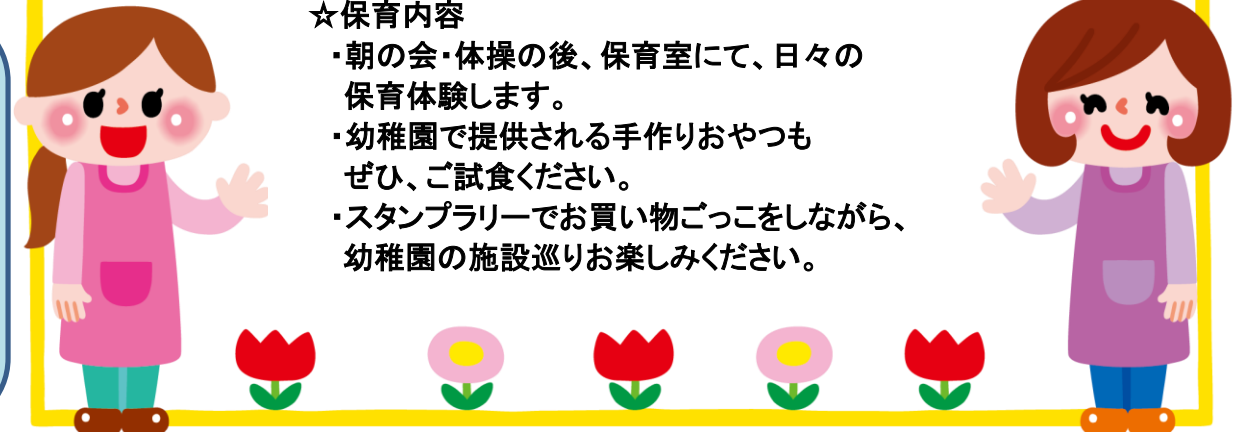 ☆保育内容
・朝の会・体操の後、保育室にて、日々の
保育体験します。
・幼稚園で提供される手作りおやつも
ぜひ、ご試食ください。
・スタンプラリーでお買い物ごっこをしながら、
幼稚園の施設巡りお楽しみください。